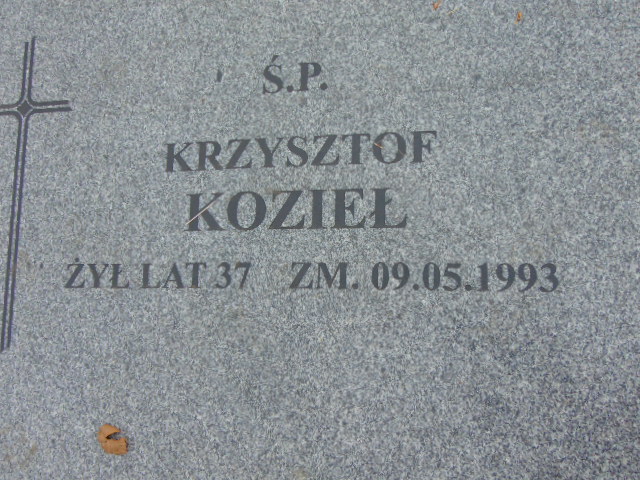 Ś.P.
KRZYSZTOF
KOZIEŁ
ŻYŁ LAT 37 ZM. 09.05.1993